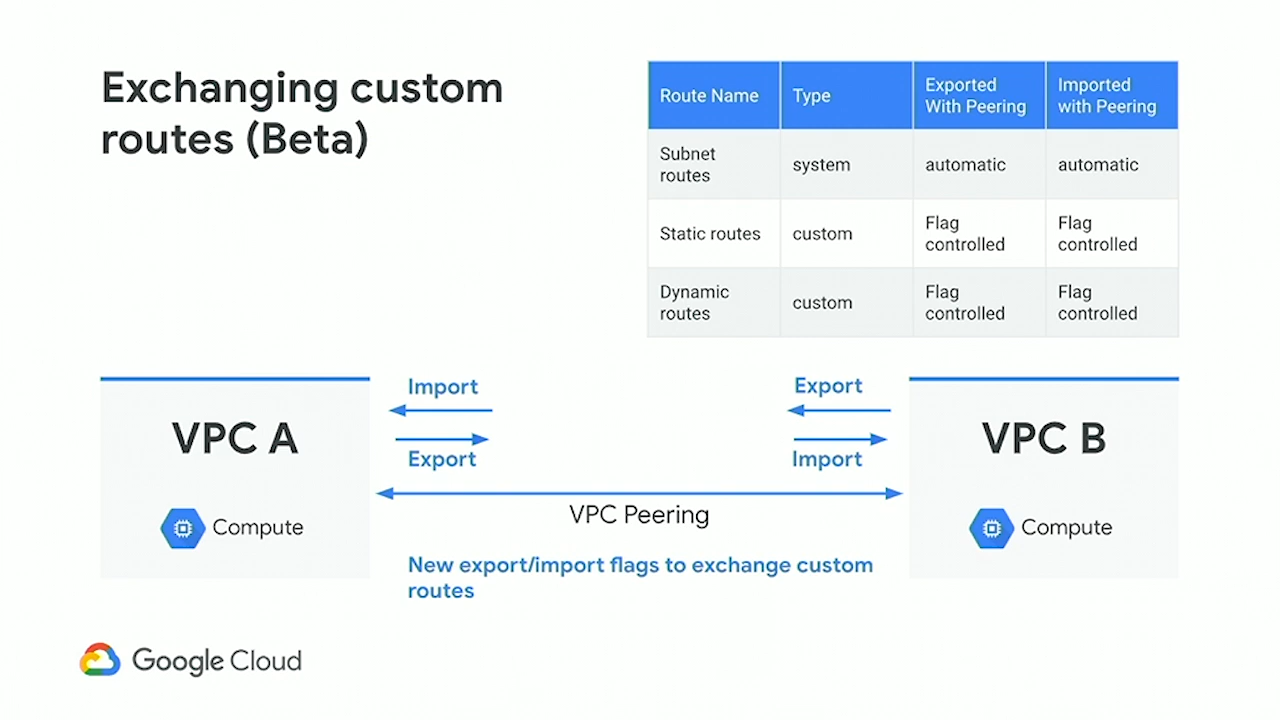 Exchanging custom
routes (Beta)
Route Name
Type
Exported
With Peering
Imported
with Peering
Subnet
routes
system
automatic
automatic
Static routes
custom
Flag
controlled
Flag
controlled
Dynamic
routes
custom
Flag
controlled
Flag
controlled
VPC A
Compute
Import
Export
Export
Import
VPC B
Compute
VPC Peering
New export/import flags to exchange custom
routes
Google Cloud